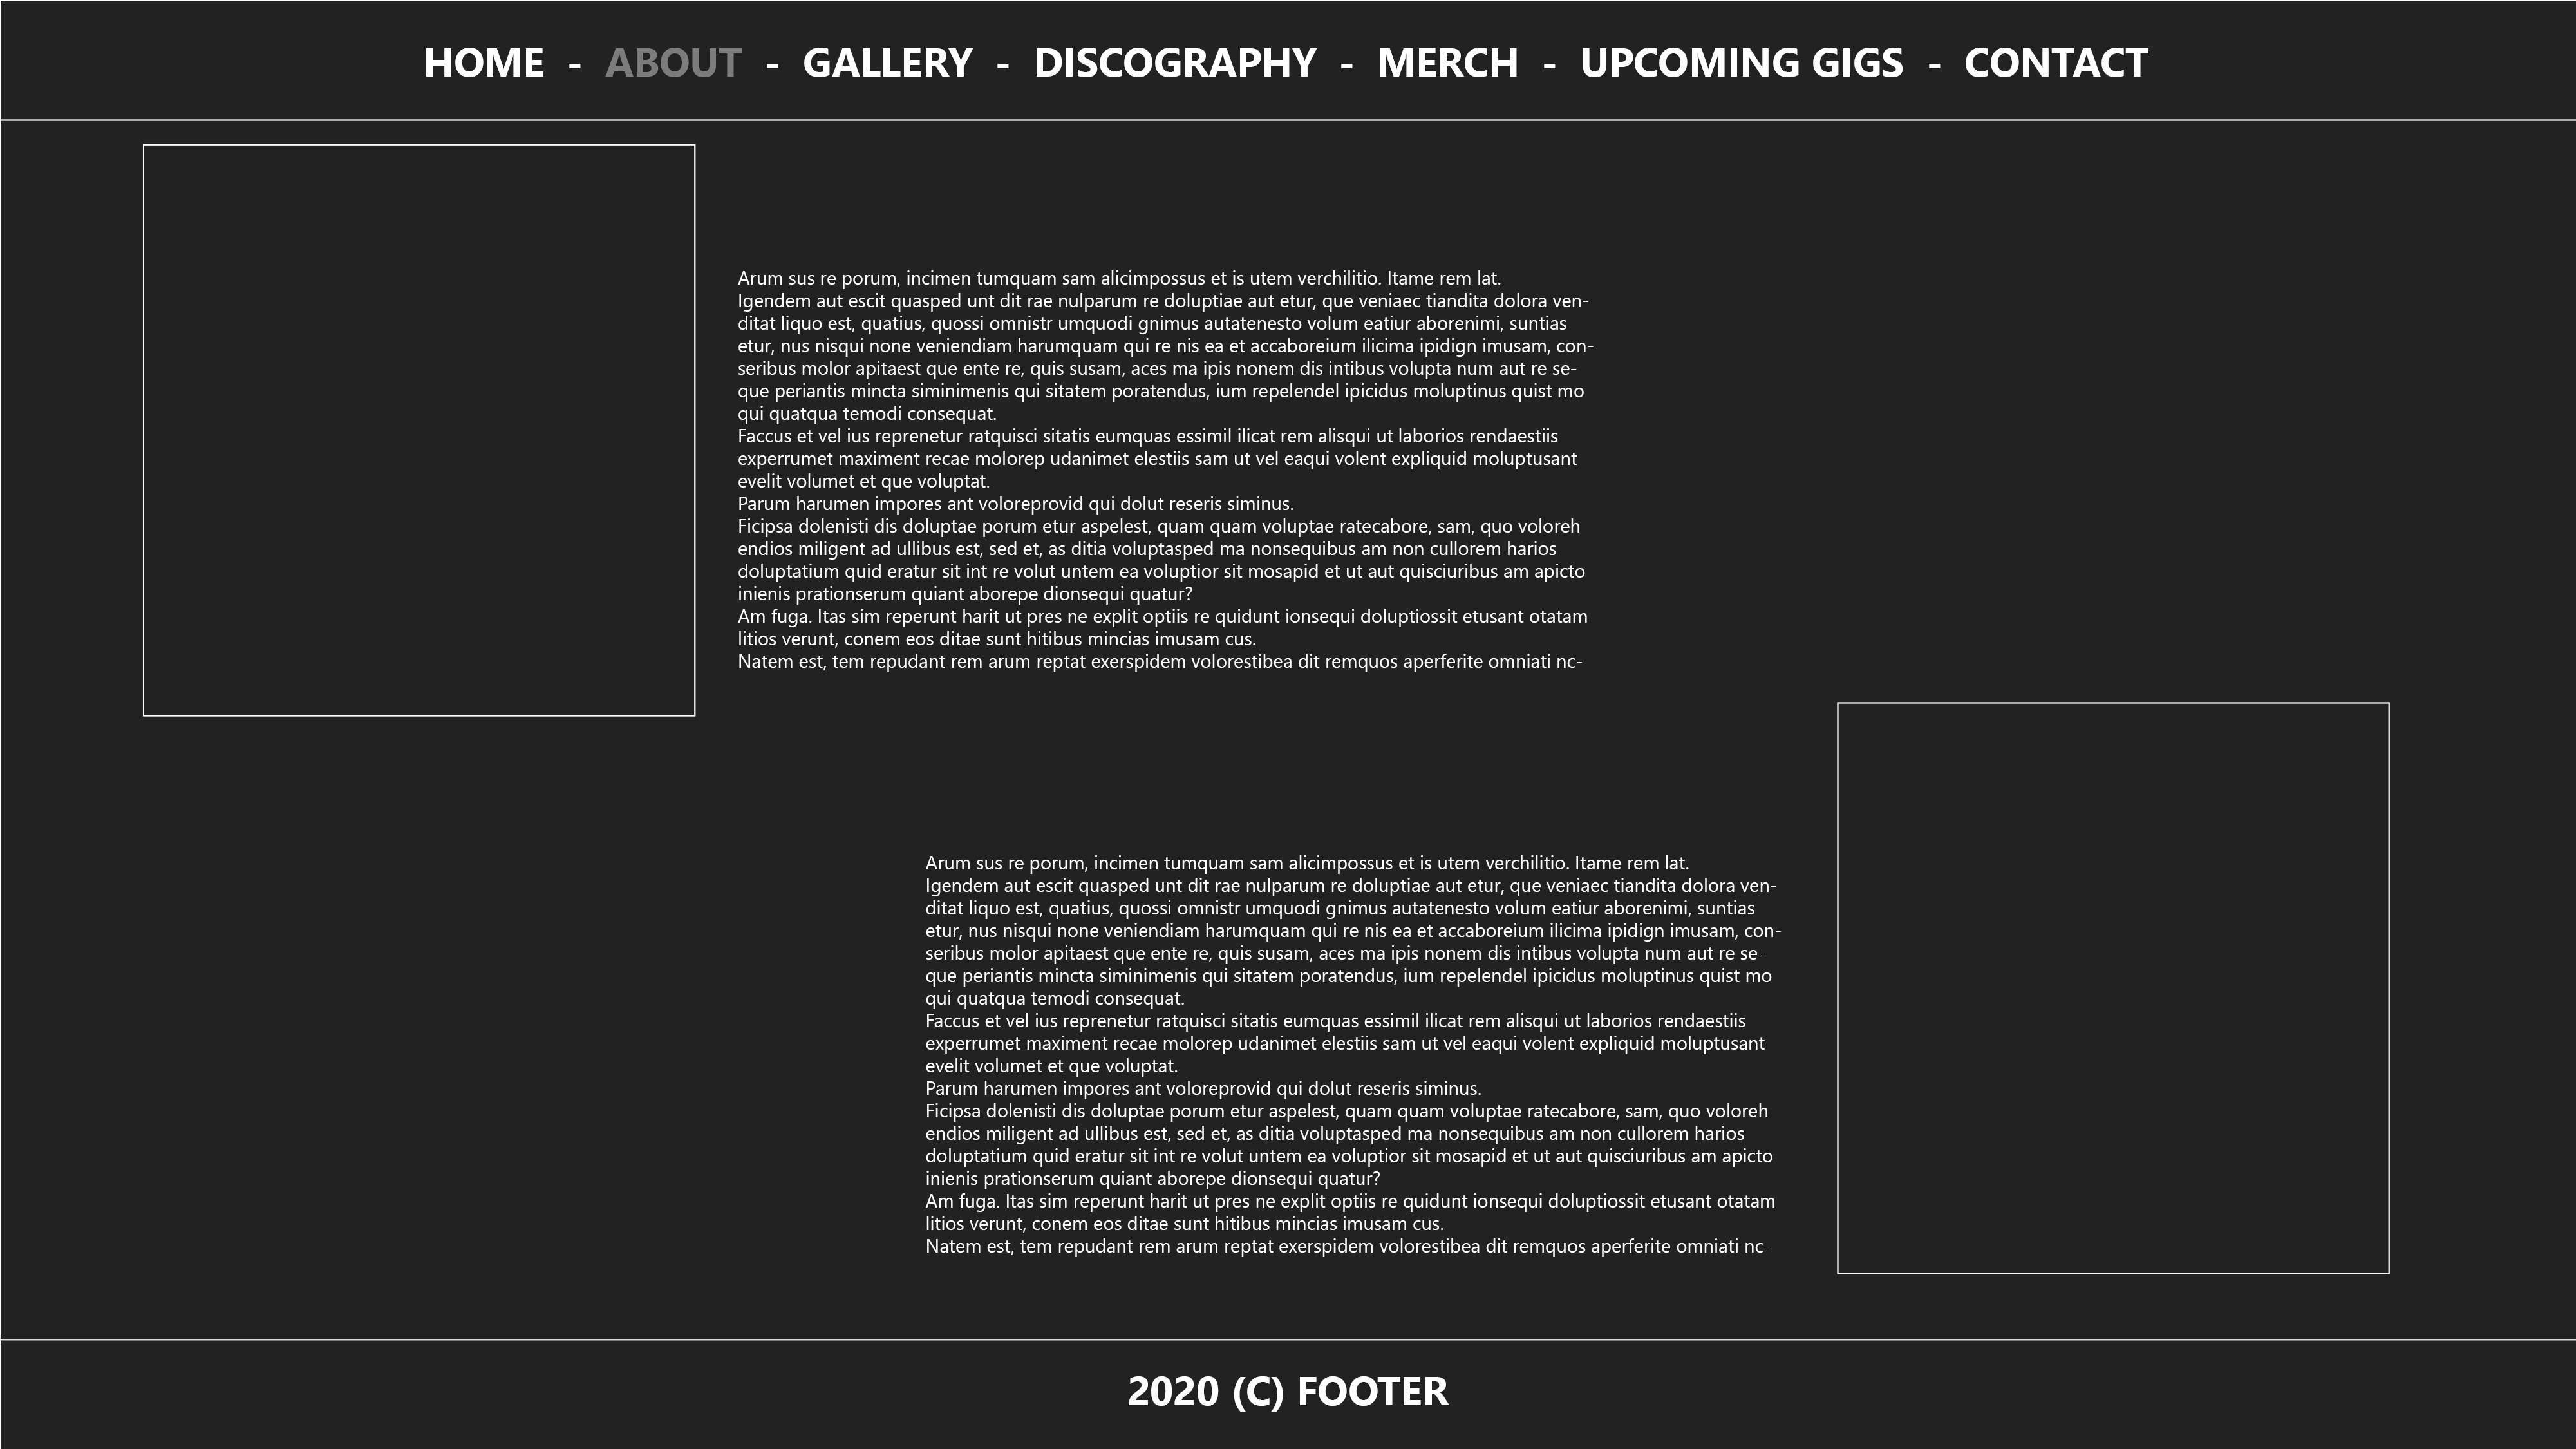 HOME - ABOUT - GALLERY - DISCOGRAPHY - MERCH - UPCOMING GIGS - CONTACT
Arum sus re porum, incimen tumquam sam alicimpossus et is utem verchilitio. Itame rem lat.
Igendem aut escit quasped unt dit rae nulparum re doluptiae aut etur, que veniaec tiandita dolora ven-
ditat liquo est, quatius, quossi omnistr umquodi gnimus autatenesto volum eatiur aborenimi, suntias
etur, nus nisqui none veniendiam harumquam qui re nis ea et accaboreium ilicima ipidign imusam, con-
seribus molor apitaest que ente re, quis susam, aces ma ipis nonem dis intibus volupta num aut re se-
que periantis mincta siminimenis qui sitatem poratendus, ium repelendel ipicidus moluptinus quist mo
qui quatqua temodi consequat.
Faccus et vel ius reprenetur ratquisci sitatis eumquas essimil ilicat rem alisqui ut laborios rendaestiis
experrumet maximent recae molorep udanimet elestiis sam ut vel eaqui volent expliquid moluptusant
evelit volumet et que voluptat.
Parum harumen impores ant voloreprovid qui dolut reseris siminus.
Ficipsa dolenisti dis doluptae porum etur aspelest, quam quam voluptae ratecabore, sam, quo voloreh
endios miligent ad ullibus est, sed et, as ditia voluptasped ma nonsequibus am non cullorem harios
doluptatium quid eratur sit int re volut untem ea voluptior sit mosapid et ut aut quisciuribus am apicto
inienis prationserum quiant aborepe dionsequi quatur?
Am fuga. Itas sim reperunt harit ut pres ne explit optiis re quidunt ionsequi doluptiossit etusant otatam
litios verunt, conem eos ditae sunt hitibus mincias imusam cus.
Natem est, tem repudant rem arum reptat exerspidem volorestibea dit remquos aperferite omniati nc-
Arum sus re porum, incimen tumquam sam alicimpossus et is utem verchilitio. Itame rem lat.
Igendem aut escit quasped unt dit rae nulparum re doluptiae aut etur, que veniaec tiandita dolora ven-
ditat liquo est, quatius, quossi omnistr umquodi gnimus autatenesto volum eatiur aborenimi, suntias
etur, nus nisqui none veniendiam harumquam qui re nis ea et accaboreium ilicima ipidign imusam, con-
seribus molor apitaest que ente re, quis susam, aces ma ipis nonem dis intibus volupta num aut re se-
que periantis mincta siminimenis qui sitatem poratendus, ium repelendel ipicidus moluptinus quist mo
qui quatqua temodi consequat.
Faccus et vel ius reprenetur ratquisci sitatis eumquas essimil ilicat rem alisqui ut laborios rendaestiis
experrumet maximent recae molorep udanimet elestiis sam ut vel eaqui volent expliquid moluptusant
evelit volumet et que voluptat.
Parum harumen impores ant voloreprovid qui dolut reseris siminus.
Ficipsa dolenisti dis doluptae porum etur aspelest, quam quam voluptae ratecabore, sam, quo voloreh
endios miligent ad ullibus est, sed et, as ditia voluptasped ma nonsequibus am non cullorem harios
doluptatium quid eratur sit int re volut untem ea voluptior sit mosapid et ut aut quisciuribus am apicto
inienis prationserum quiant aborepe dionsequi quatur?
Am fuga. Itas sim reperunt harit ut pres ne explit optiis re quidunt ionsequi doluptiossit etusant otatam
litios verunt, conem eos ditae sunt hitibus mincias imusam cus.
Natem est, tem repudant rem arum reptat exerspidem volorestibea dit remquos aperferite omniati nc-
2020 (C) FOOTER